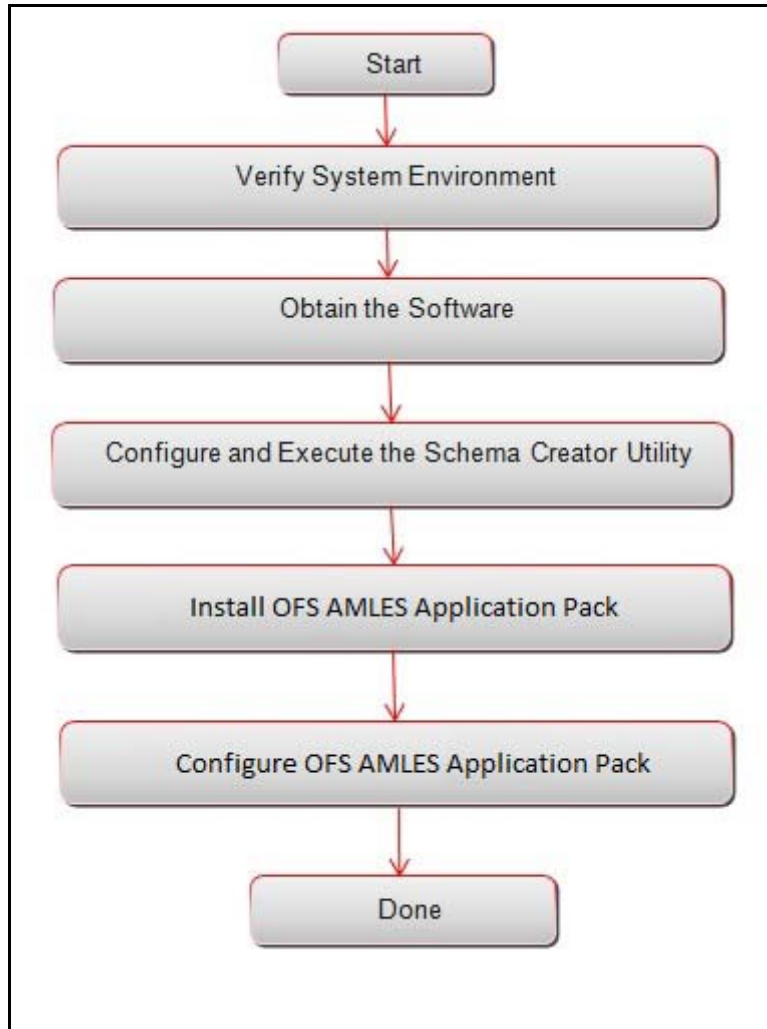 Start
Verify System Environment
Obtain the Software
Configure and Execute the Schema Creator Utility
Install OFS AMLES Application Pack
Configure OFS AMLES Application Pack
Done